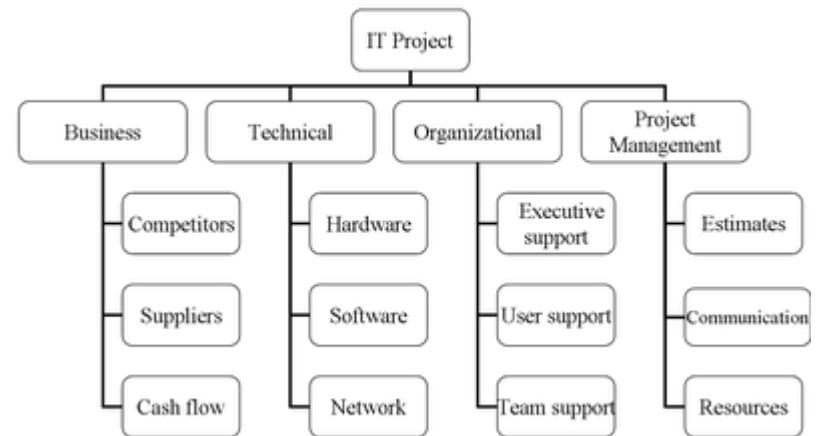 IT Project
Business
Technical
Organizational
Project
Management
Competitors
Hardware
Executive
support
Estimates
Suppliers
Software
User support
Communication
Cash flow
Network
Team support
Resources